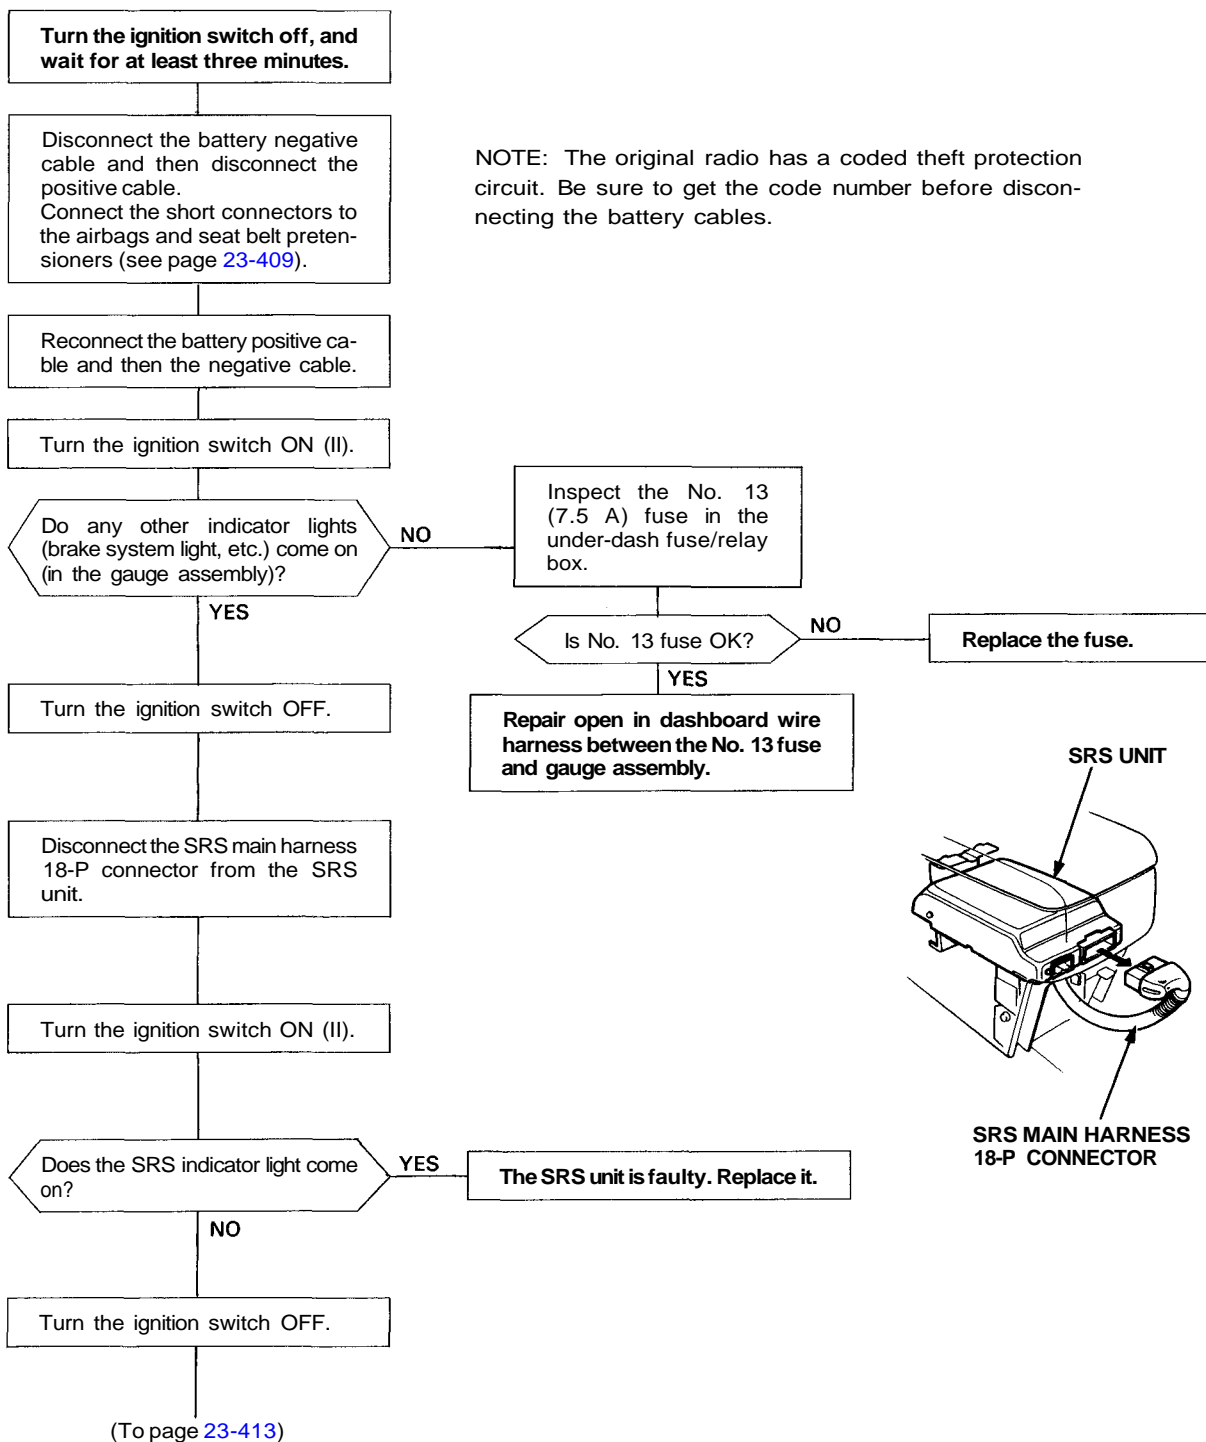 Turn the ignition switch off, and
wait for at least three minutes.
Disconnect the battery negative
cable and then disconnect the
positive cable.
Connect the short connectors to
the airbags and seat belt preten-
sioners (see page 23-409).
NOTE: The original radio has a coded theft protection
circuit. Be sure to get the code number before discon-
necting the battery cables.
Reconnect the battery positive ca-
ble and then the negative cable.
Turn the ignition switch ON (II).
Do any other indicator lights
(brake system light, etc.) come on
(in the gauge assembly)?
NO
Inspect the No. 13
(7.5 A) fuse in the
under-dash fuse/relay
box.
YES
Is No. 13 fuse OK?
NO
Replace the fuse.
YES
Repair open in dashboard wire
harness between the No. 13 fuse
and gauge assembly.
Turn the ignition switch OFF.
Disconnect the SRS main harness
18-P connector from the SRS
unit.
SRS UNIT
SRS MAIN HARNESS
18-P CONNECTOR
Turn the ignition switch ON (II).
Does the SRS indicator light come
on?
YES
The SRS unit is faulty. Replace it.
NO
Turn the ignition switch OFF.
(To page 23-413)